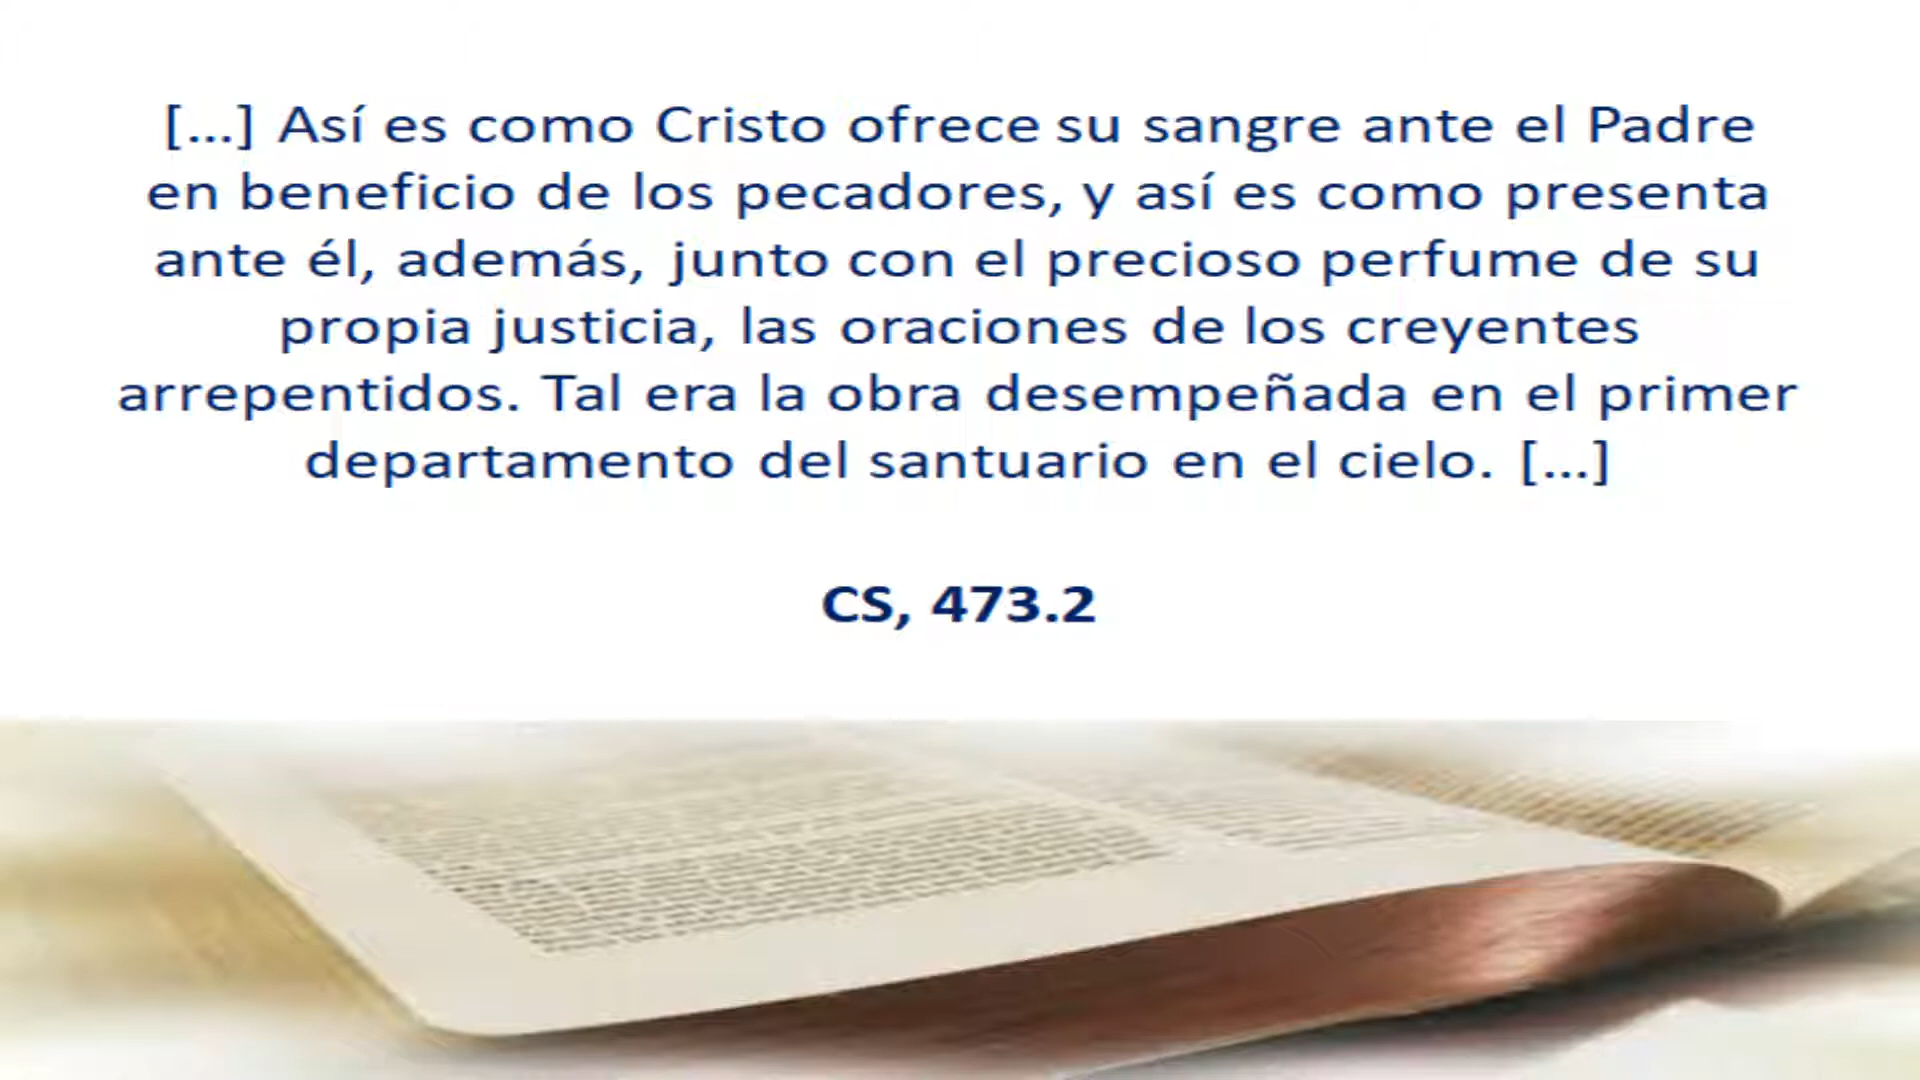 [...] Así es como Cristo ofrece su sangre ante el Padre
en beneficio de los pecadores, y así es como presenta
ante él, además, junto con el precioso perfume de su
propia justicia, las oraciones de los creyentes
arrepentidos. Tal era la obra desempeñada en el primer
departamento del santuario en el cielo. [...]
CS, 473.2